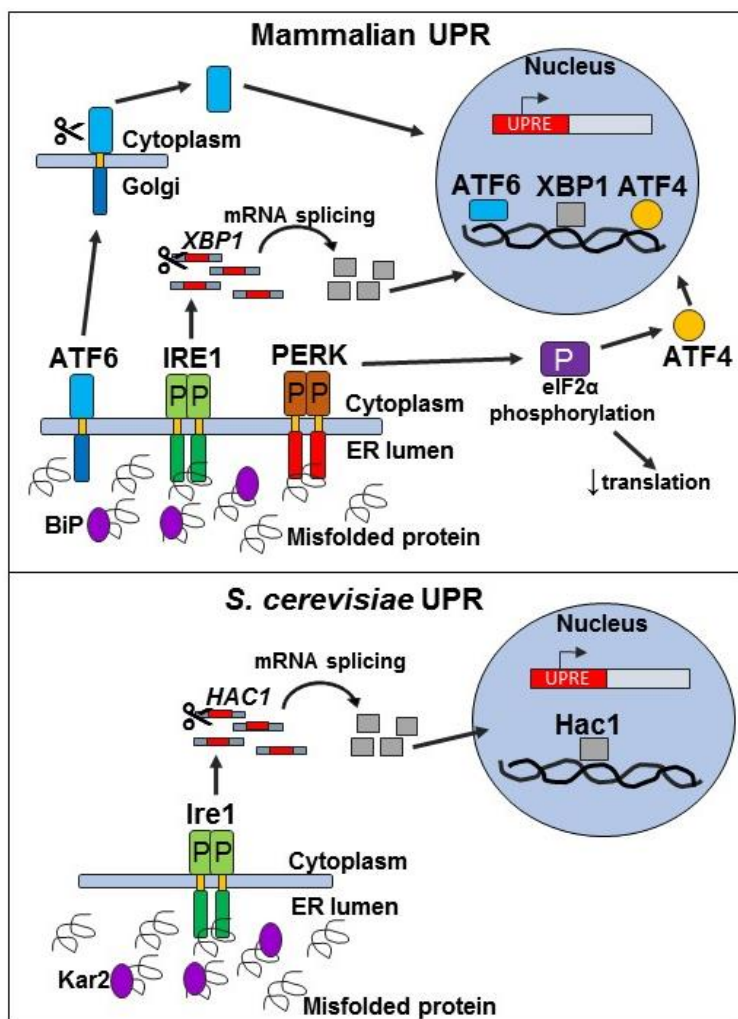 Mammalian UPR
Nucleus
UPRE
Cytoplasm
Golgi
ATF6 XBP1 ATF4
mRNA splicing
XBP1
ATF6 IRE1 PERK
P P P P
P
ATF4
Cytoplasm
eIF2α
phosphorylation
ER lumen
↓translation
BiP
Misfolded protein
S. cerevisiae UPR
Nucleus
mRNA splicing
UPRE
HAC1
Hac1
Ire1
P P
Cytoplasm
ER lumen
Kar2
Misfolded protein